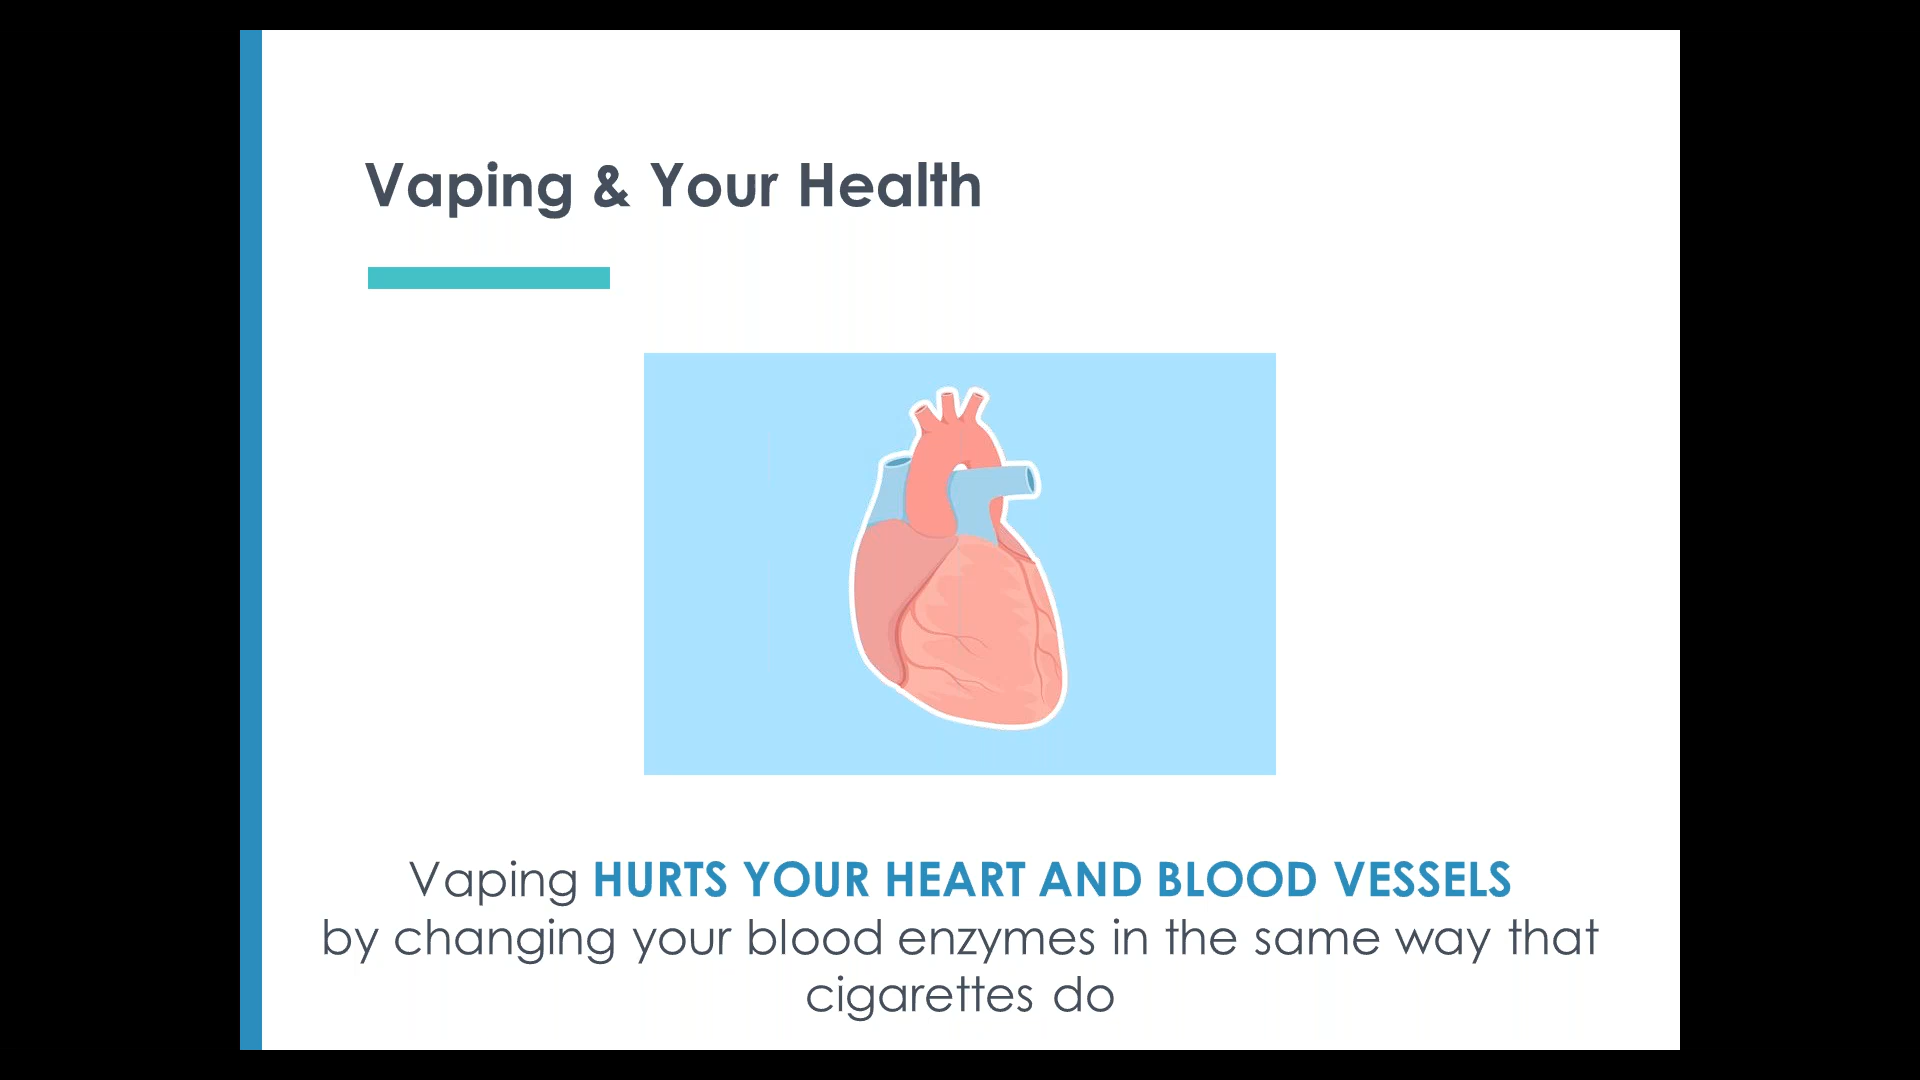 Vaping & Your Health
Vaping HURTS YOUR HEART AND BLOOD VESSELS
by changing your blood enzymes in the same way that
cigarettes do